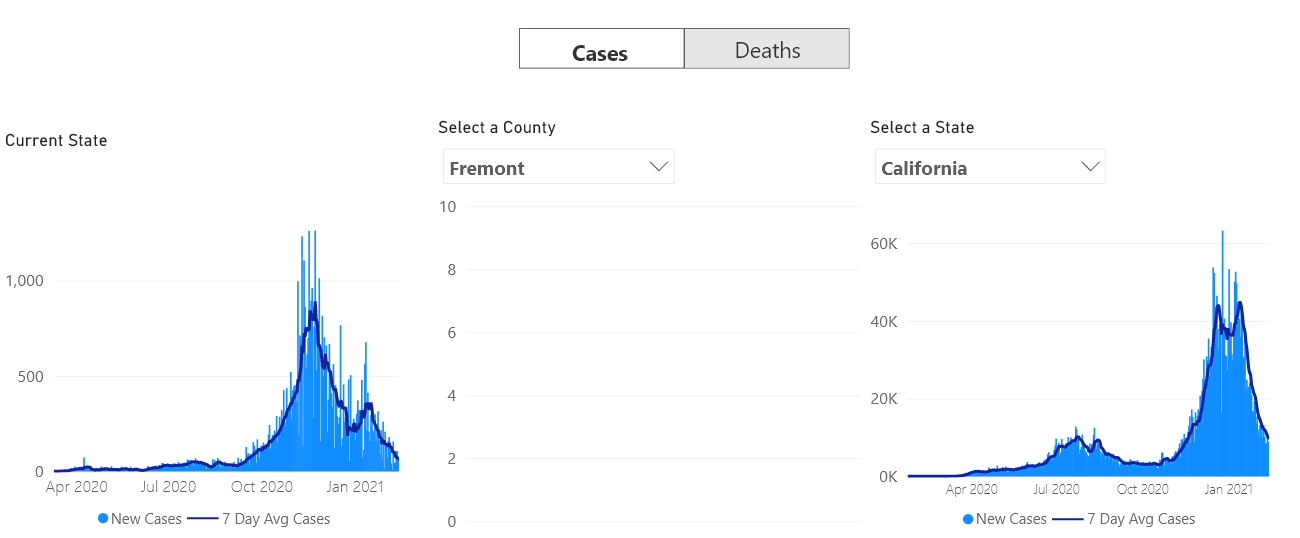 Cases Deaths
Current State
Select a County
Fremont
Select a State
California
1,000
500
0
Apr 2020 Jul 2020 Oct 2020 Jan 2021
New Cases 7 Day Avg Cases
10
8
6
4
2
0
60K
40K
20K
0K
Apr 2020 Jul 2020 Oct 2020 Jan 2021
New Cases 7 Day Avg Cases